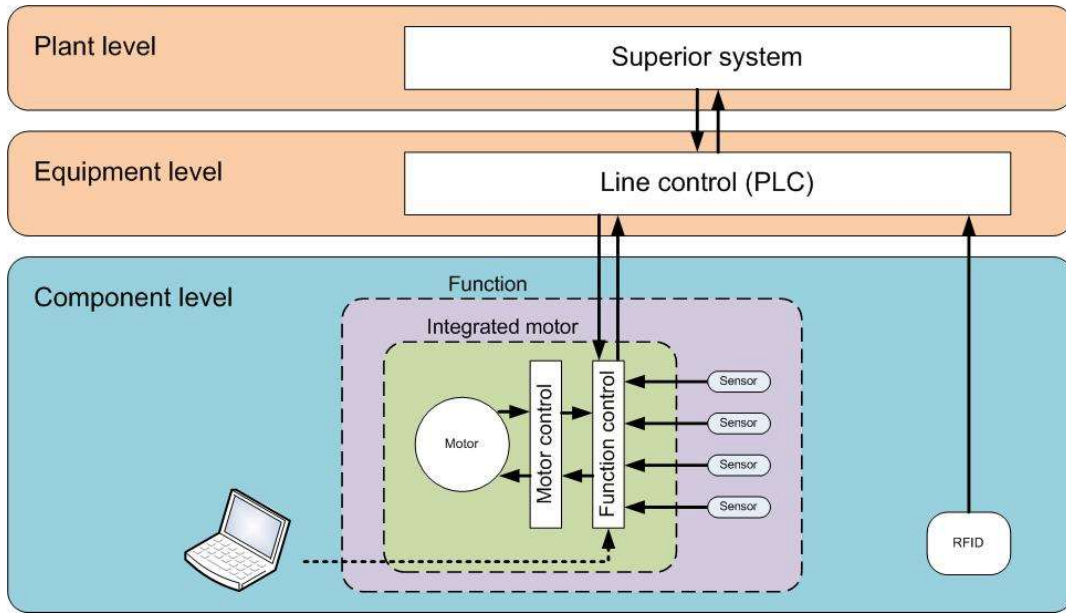 Plant level
Superior system
Equipment level
Line control (PLC)
Component level
Function
Integrated motor
Motor
Motor control
Function control
Sensor
Sensor
Sensor
Sensor
RFID